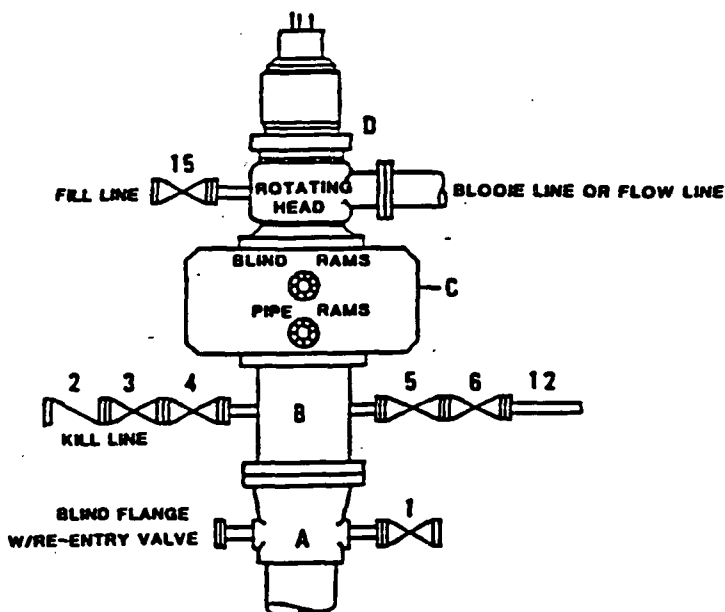 D
15
FILL LINE
ROTATING
HEAD
BLOOIE LINE OR FLOW LINE
BLIND RAMS
C
PIPE RAMS
2 3 4
5 6 12
B
KILL LINE
BLIND FLANGE
W/RE-ENTRY VALVE
A
1